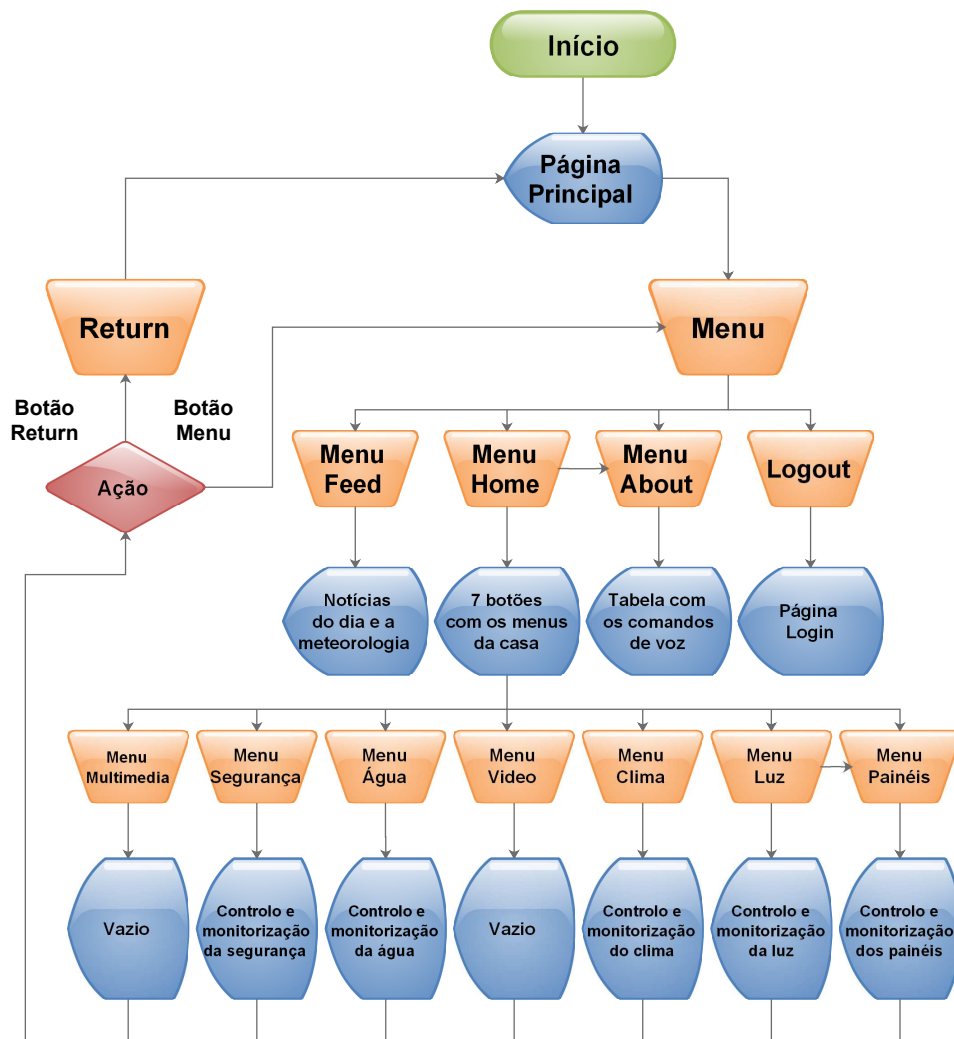 Início
Página
Principal
Return
Menu
Botão
Return
Botão
Menu
Ação
Menu
Feed
Menu
Home
Menu
About
Logout
Notícias
do dia e a
meteorologia
7 botões
com os menus
da casa
Tabela com
os comandos
de voz
Página
Login
Menu
Multimedia
Menu
Segurança
Menu
Água
Menu
Video
Menu
Clima
Menu
Luz
Menu
Painéis
Vazio
Controlo e
monitorização
da segurança
Controlo e
monitorização
da água
Vazio
Controlo e
monitorização
do clima
Controlo e
monitorização
da luz
Controlo e
monitorização
dos painéis